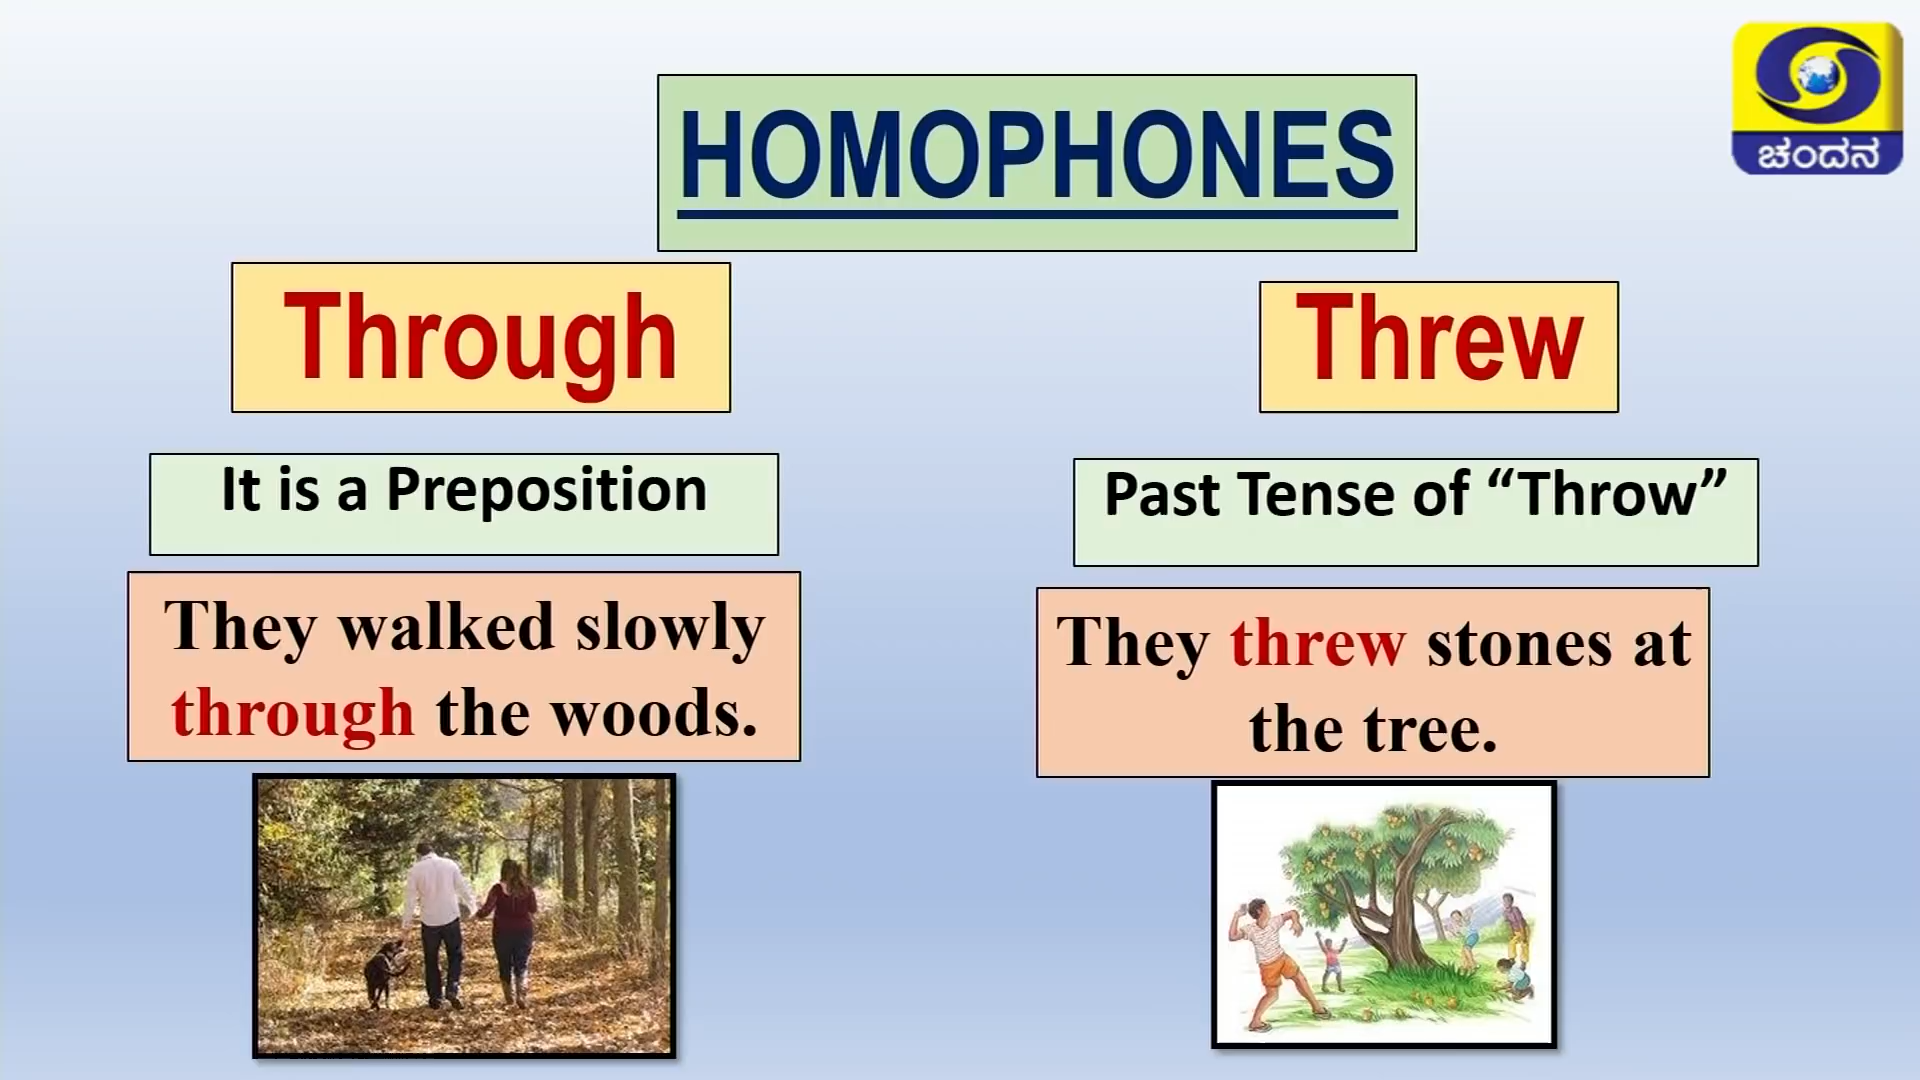 HOMOPHONES
ಚಂದನ
Through
Threw
It is a Preposition
Past Tense of “Throw”
They walked slowly
through the woods.
They threw stones at
the tree.